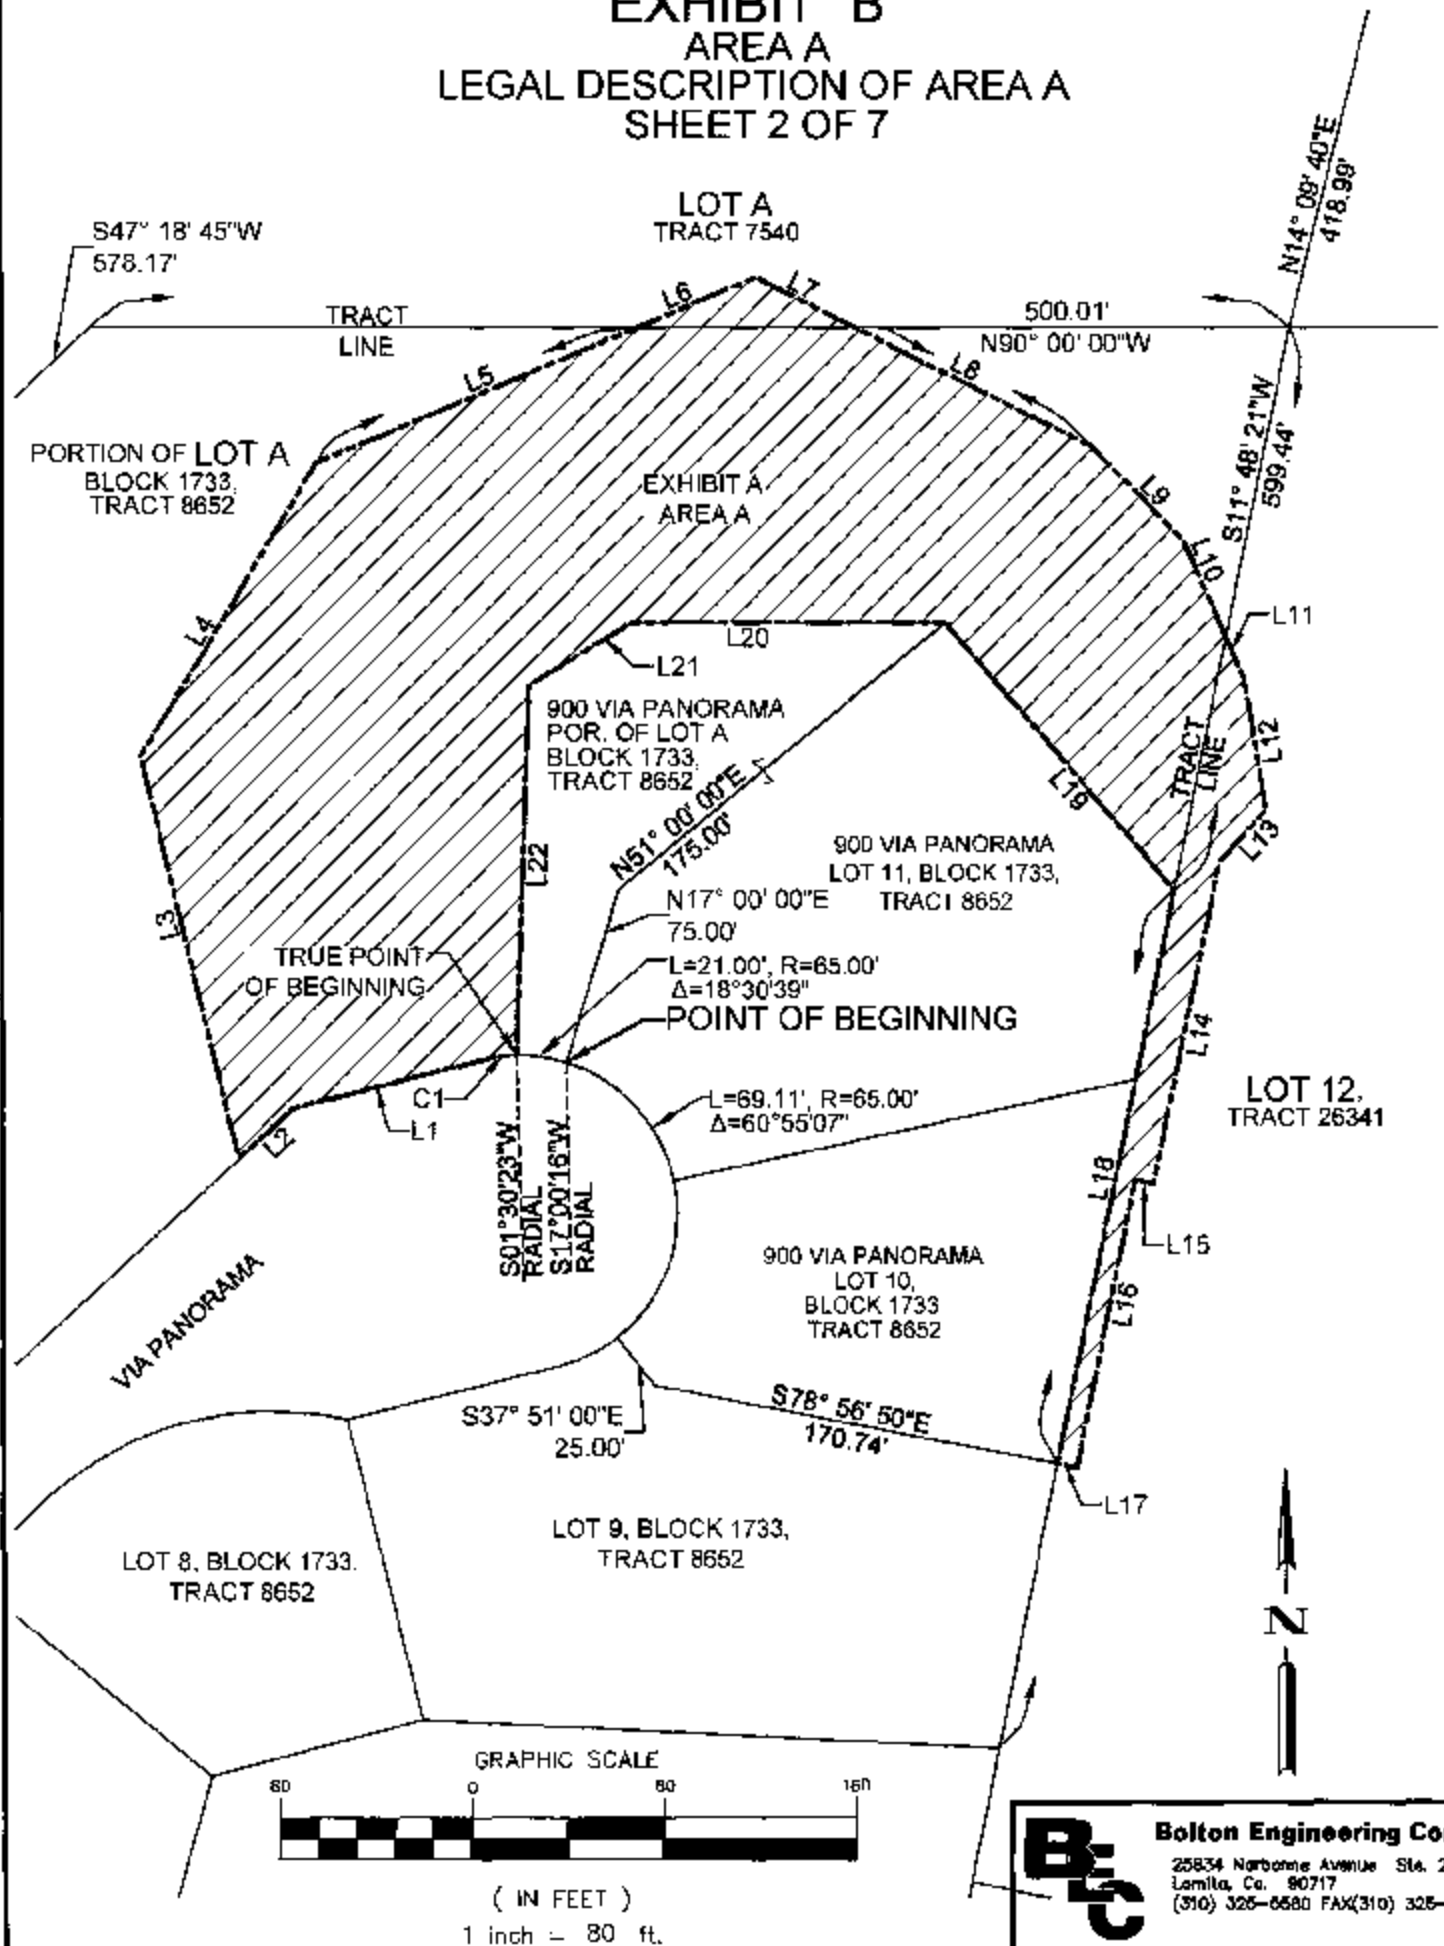 EXHIBIT "B"
AREA A
LEGAL DESCRIPTION OF AREA A
SHEET 2 OF 7
LOT A
TRACT 7540
N14° 09' 40"E
418.99'
S47° 18' 45"W
578.17'
TRACT
LINE
500.01'
N90° 00' 00"W
L6
L7
L5
L8
S11° 48' 21"W
599.44'
PORTION OF LOT A
BLOCK 1733,
TRACT 8652
EXHIBIT A
AREA A
L9
L10
L11
L4
L20
L21
900 VIA PANORAMA
POR. OF LOT A
BLOCK 1733,
TRACT 8652
TRACT
LINE
L12
L19
L13
N51° 00' 00"E
175.00'
L22
900 VIA PANORAMA
LOT 11, BLOCK 1733,
TRACT 8652
L3
N17° 00' 00"E
75.00'
TRUE POINT
OF BEGINNING
L=21.00', R=65.00'
Δ=18°30'39"
POINT OF BEGINNING
L14
C1
L1
L2
L=69.11', R=65.00'
Δ=60°55'07"
LOT 12,
TRACT 26341
S01°30'23"W
RADIAL
S17°00'16"W
RADIAL
L18
L15
L16
900 VIA PANORAMA
LOT 10,
BLOCK 1733
TRACT 8652
VIA PANORAMA
S37° 51' 00"E
25.00'
S78° 56' 50"E
170.74'
L17
LOT 9, BLOCK 1733,
TRACT 8652
LOT 8, BLOCK 1733.
TRACT 8652
N
GRAPHIC SCALE
80 0 80 160
( IN FEET )
1 inch = 80 ft.
BEC
Bolton Engineering Co
25834 Narbonne Avenue Ste. 2
Lomita, Ca. 90717
(310) 325-5580 FAX(310) 325-